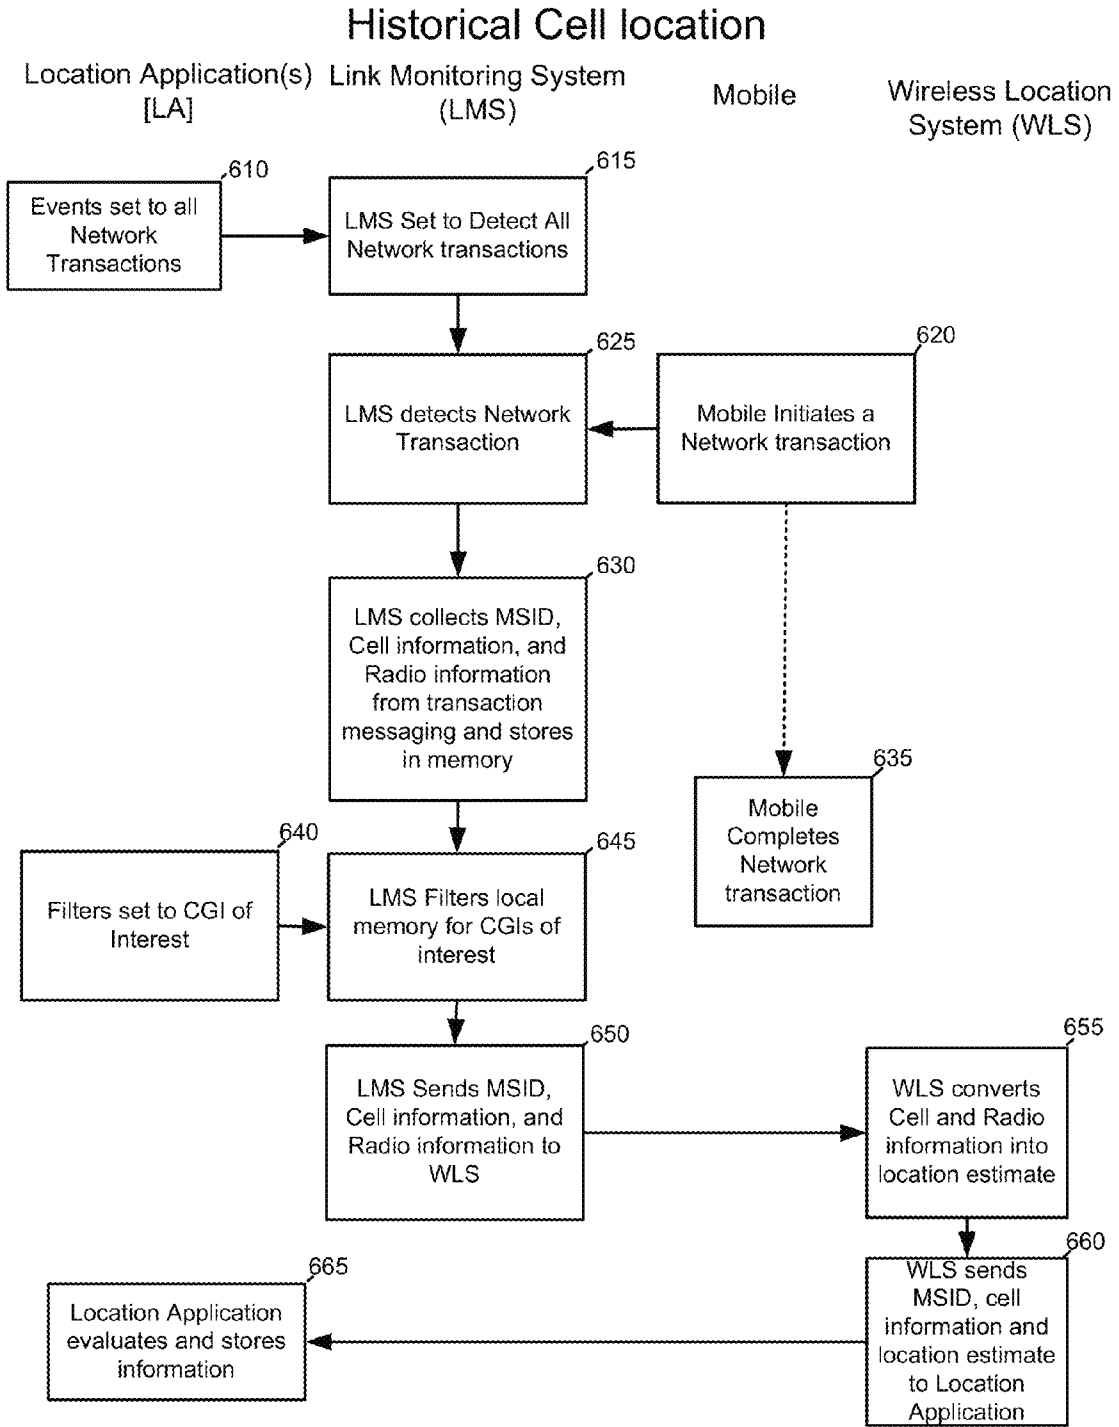 Historical Cell location
Location Application(s)
[LA]
Link Monitoring System
(LMS)
Mobile
Wireless Location
System (WLS)
610
Events set to all
Network
Transactions
615
LMS Set to Detect All
Network transactions
625
LMS detects Network
Transaction
620
Mobile Initiates a
Network transaction
630
LMS collects MSID,
Cell information, and
Radio information
from transaction
messaging and stores
in memory
635
Mobile
Completes
Network
transaction
640
Filters set to CGI of
Interest
645
LMS Filters local
memory for CGIs of
interest
650
LMS Sends MSID,
Cell information, and
Radio information to
WLS
655
WLS converts
Cell and Radio
information into
location estimate
660
WLS sends
MSID, cell
information and
location estimate
to Location
Application
665
Location Application
evaluates and stores
information